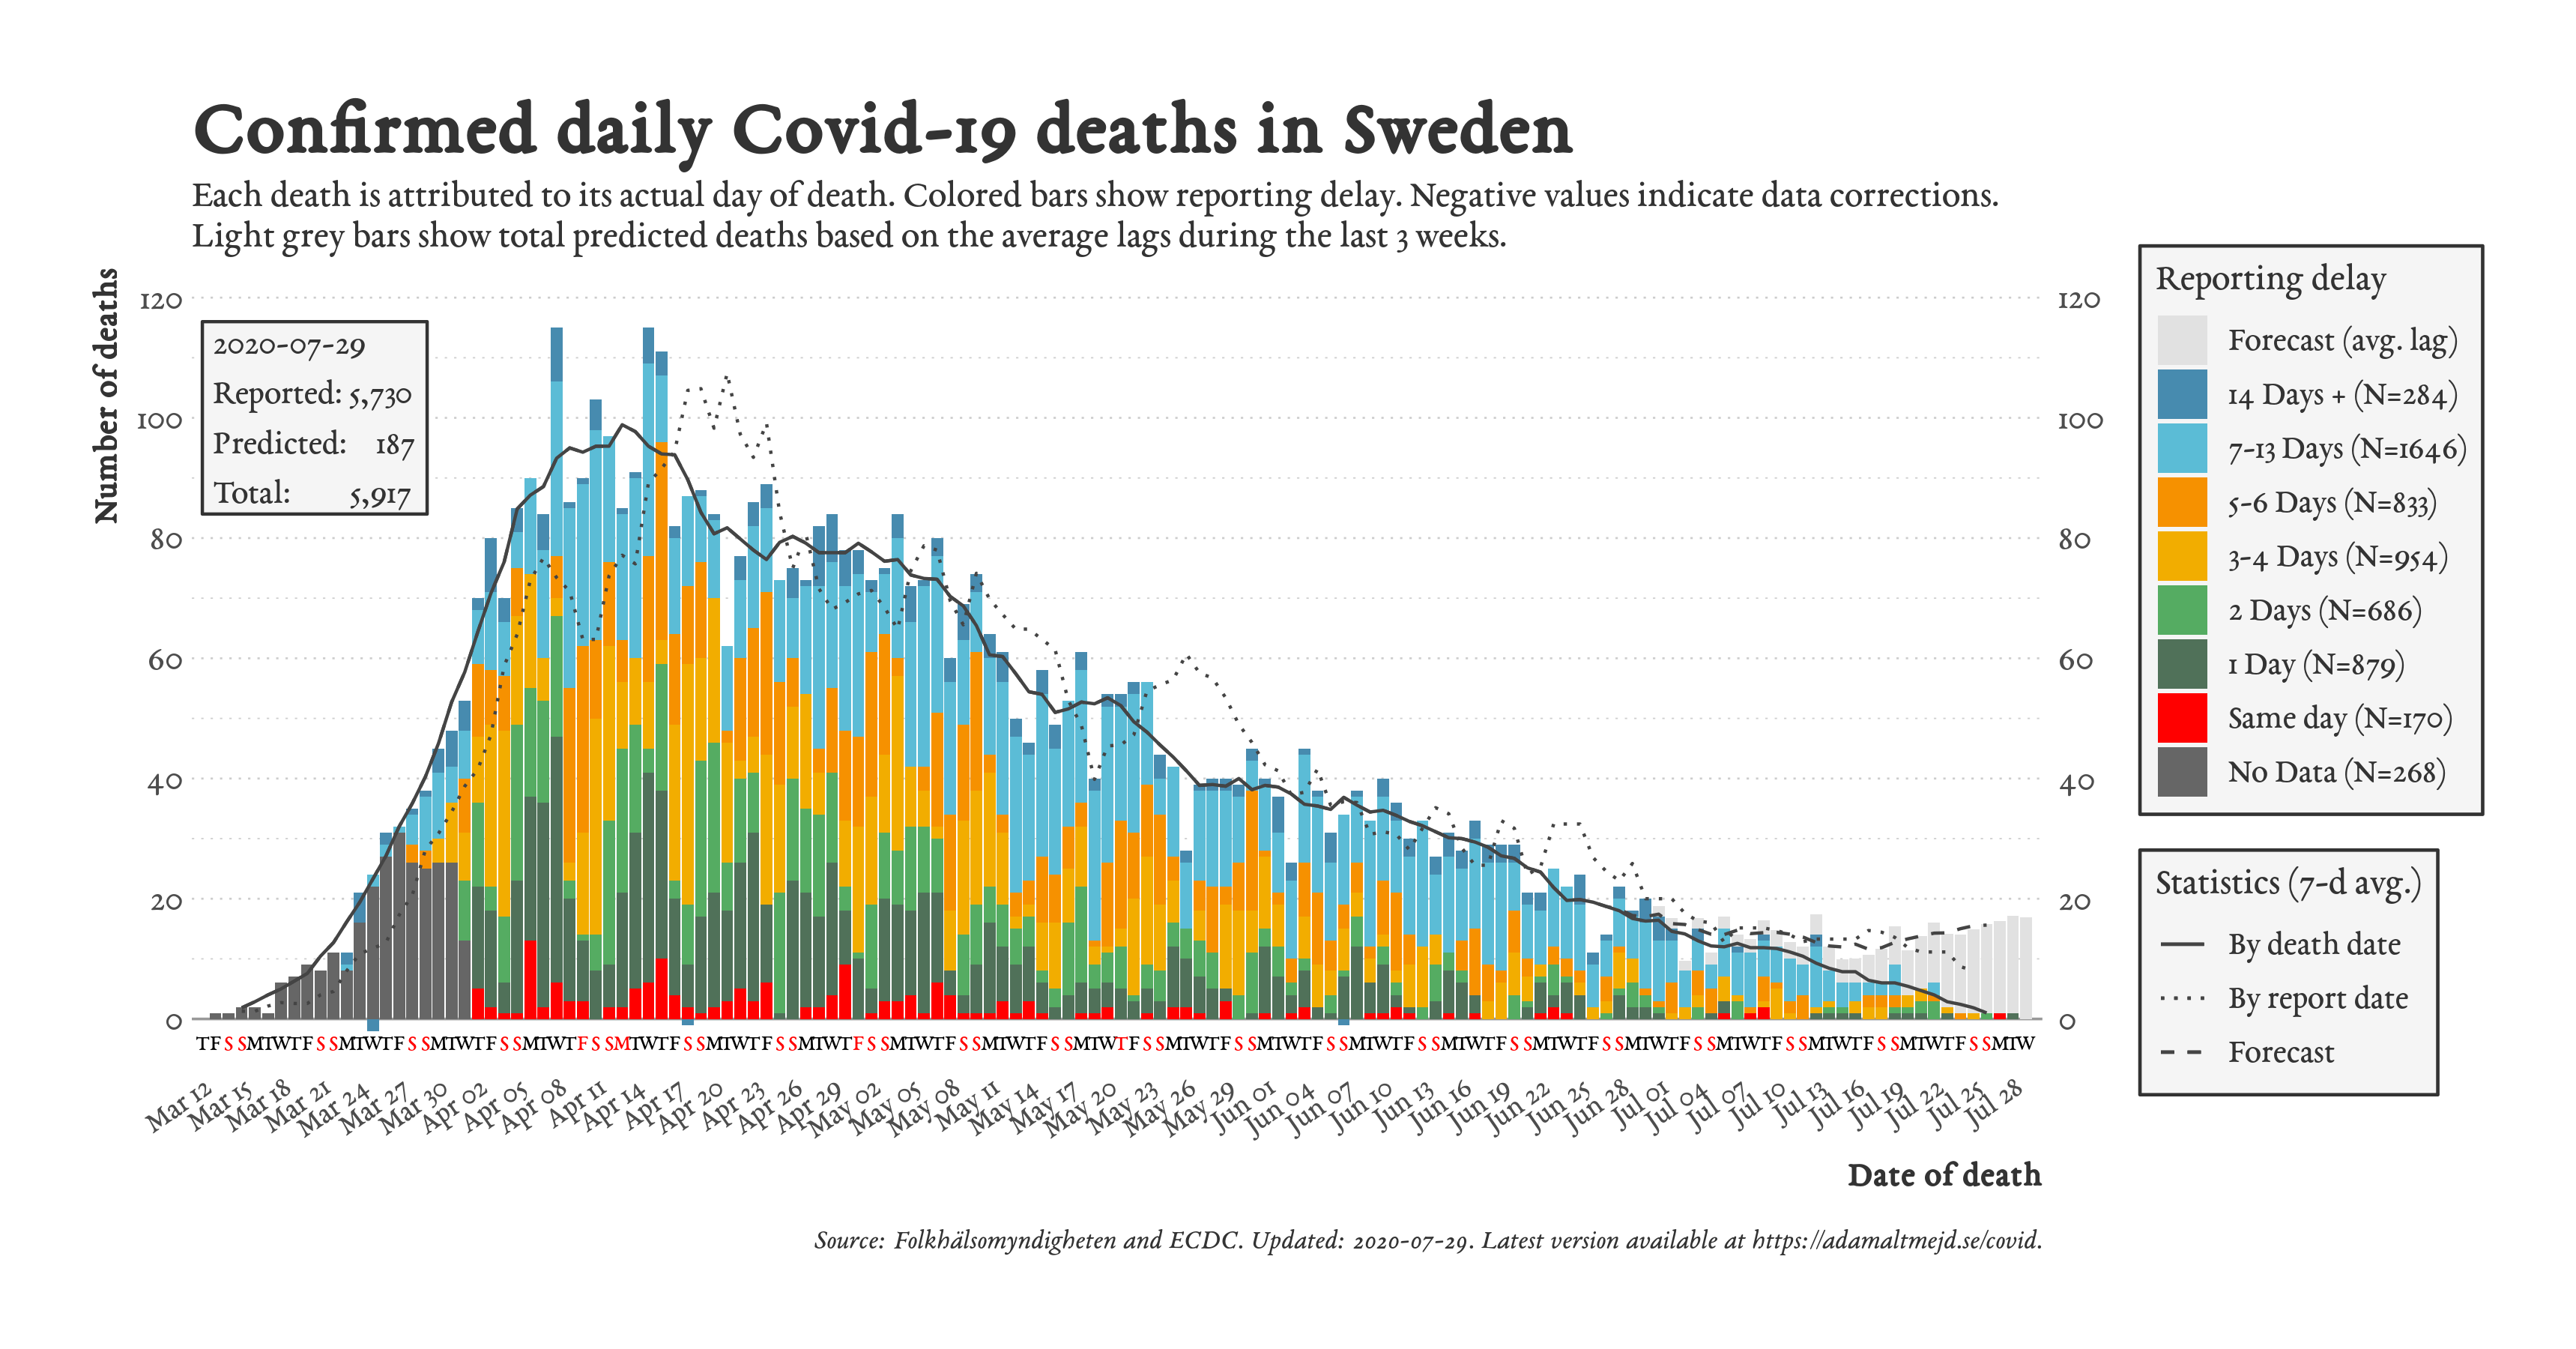 Confirmed daily Covid-19 deaths in Sweden
Each death is attributed to its actual day of death. Colored bars show reporting delay. Negative values indicate data corrections.
Light grey bars show total predicted deaths based on the average lags during the last 3 weeks.
Number of deaths
120
100
80
60
40
20
0
2020-07-29
Reported: 5,730
Predicted: 187
Total: 5,917
120
100
80
60
40
20
0
TFSSMTWTFSSMTWTFSSMTWTFSSMTWTFSSMTWTFSSMTWTFSSMTWTFSSMTWTFSSMTWTFSSMTWTFSSMTWTFSSMTWTFSSMTWTFSSMTWTFSSMTWTFSSMTWTFSSMTWTFSSMTWTFSSMTWTFSSMTW
Mar 12 Mar 15 Mar 18 Mar 21 Mar 24 Mar 27 Mar 30 Apr 02 Apr 05 Apr 08 Apr 11 Apr 14 Apr 17 Apr 20 Apr 23 Apr 26 Apr 29 May 02 May 05 May 08 May 11 May 14 May 17 May 20 May 23 May 26 May 29 Jun 01 Jun 04 Jun 07 Jun 10 Jun 13 Jun 16 Jun 19 Jun 22 Jun 25 Jun 28 Jul 01 Jul 04 Jul 07 Jul 10 Jul 13 Jul 16 Jul 19 Jul 22 Jul 25 Jul 28
Date of death
Reporting delay
Forecast (avg. lag)
14 Days + (N=284)
7-13 Days (N=1646)
5-6 Days (N=833)
3-4 Days (N=954)
2 Days (N=686)
1 Day (N=879)
Same day (N=170)
No Data (N=268)
Statistics (7-d avg.)
By death date
By report date
Forecast
Source: Folkhälsomyndigheten and ECDC. Updated: 2020-07-29. Latest version available at https://adamaltmejd.se/covid.